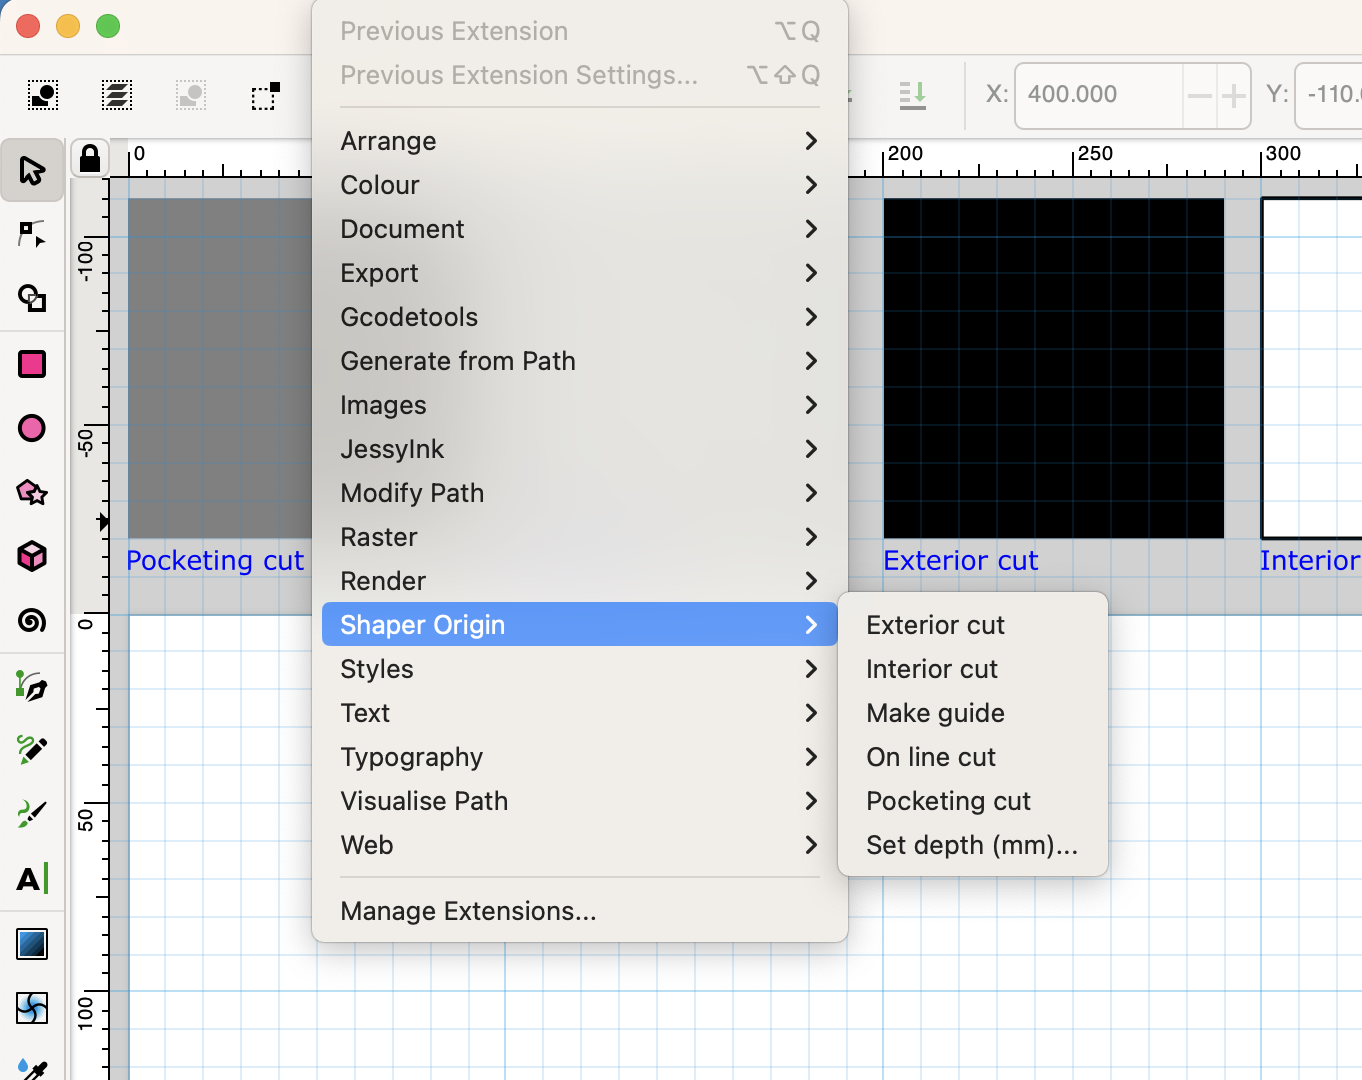 Previous Extension ⌥Q
Previous Extension Settings... ⌥⇧Q
X: 400.000 Y: -110.
Arrange
Colour
Document
Export
Gcodetools
Generate from Path
Images
JessyInk
Modify Path
Raster
Render
Shaper Origin
Styles
Text
Typography
Visualise Path
Web
Manage Extensions...
Exterior cut
Interior cut
Make guide
On line cut
Pocketing cut
Set depth (mm)...
0
200
250
300
-100
-50
0
50
100
Pocketing cut
Exterior cut
Interior
A